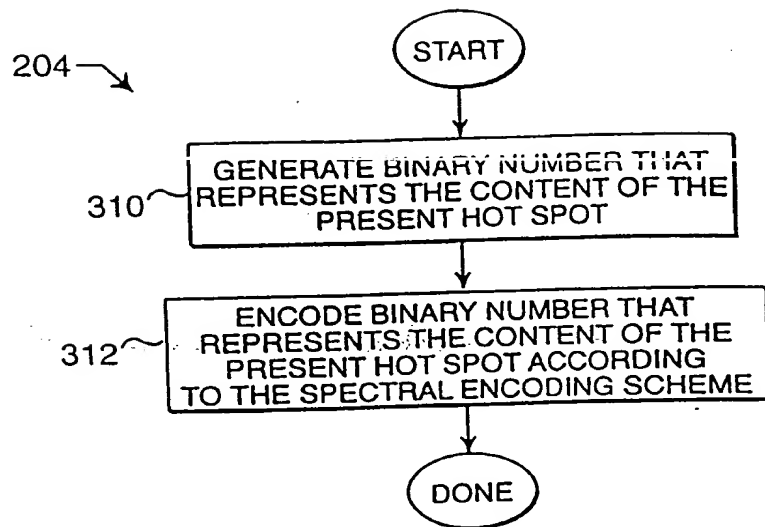 START
204
GENERATE BINARY NUMBER THAT
REPRESENTS THE CONTENT OF THE
PRESENT HOT SPOT.
310
ENCODE BINARY NUMBER THAT
REPRESENTS THE CONTENT OF THE
PRESENT HOT SPOT ACCORDING
TO THE SPECTRAL ENCODING SCHEME
312
DONE